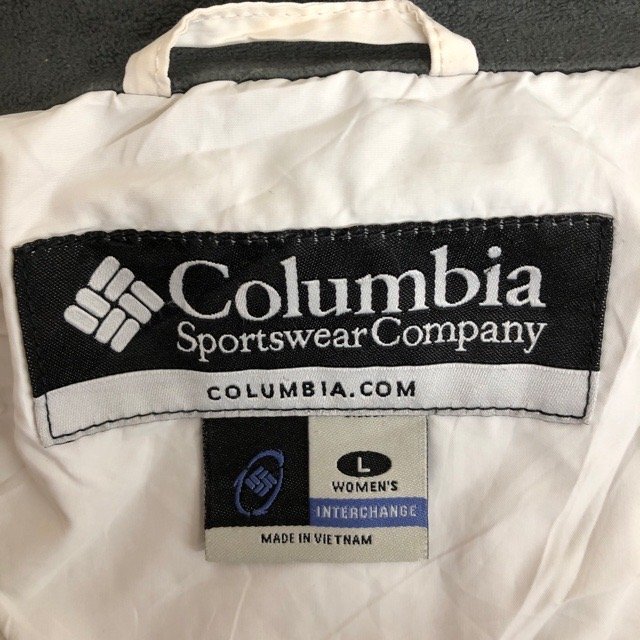 Columbia
Sportswear Company
COLUMBIA.COM
L
WOMEN'S
INTERCHANGE
MADE IN VIETNAM